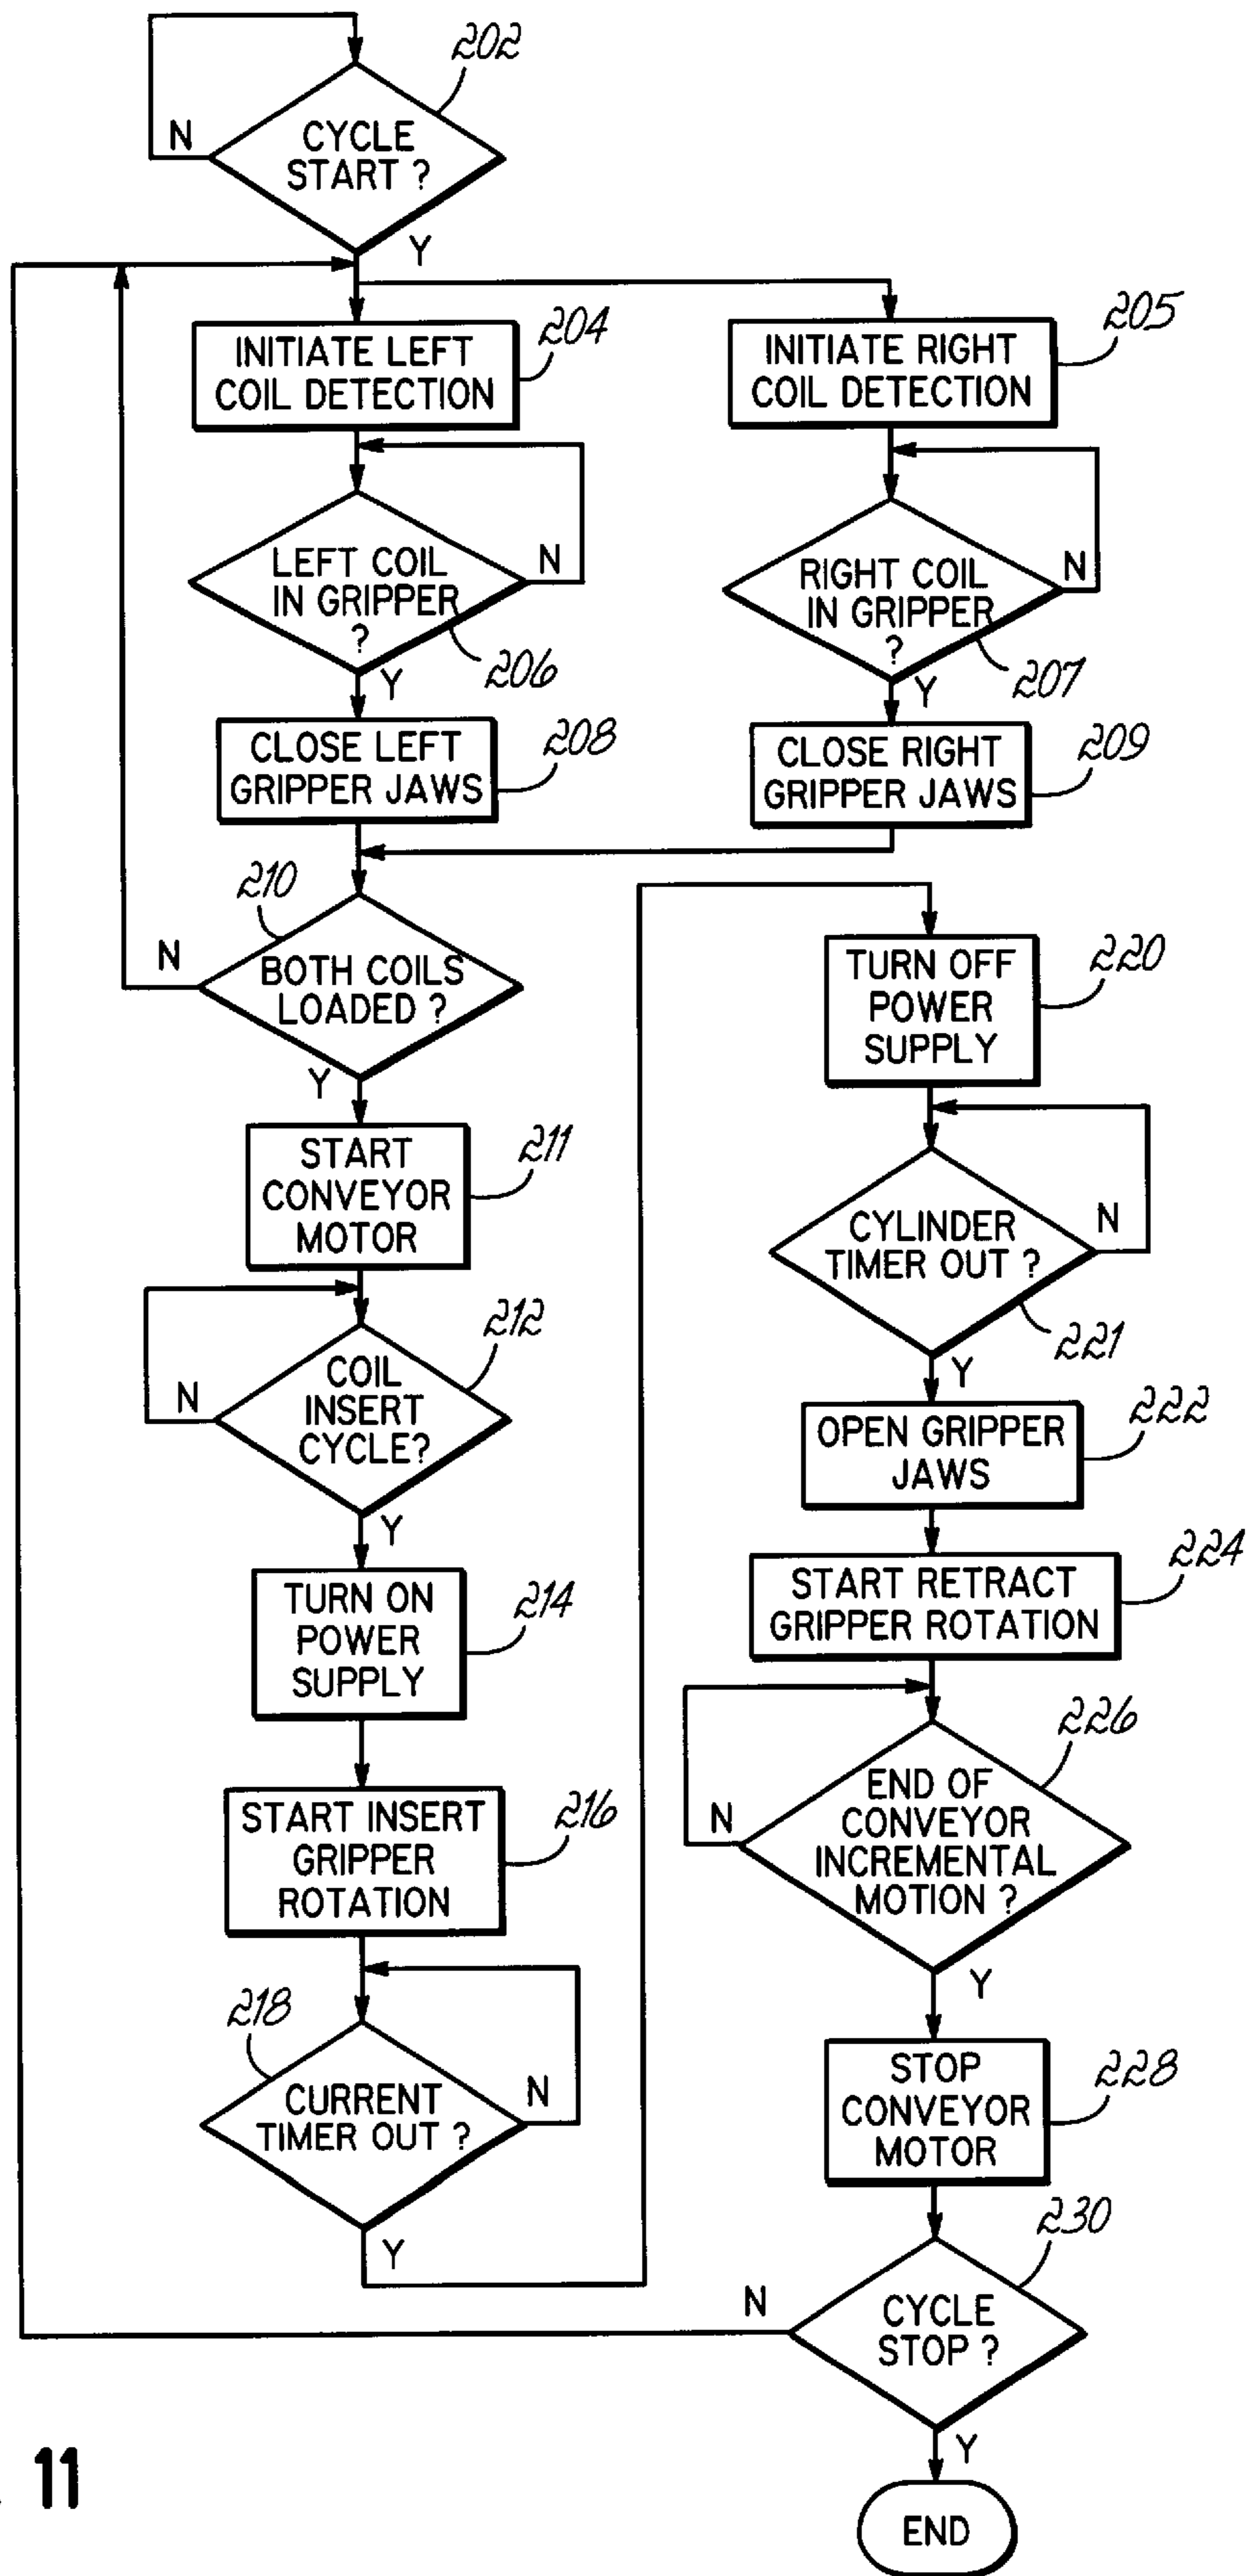 202
CYCLE
START ?
N
Y
204
INITIATE LEFT
COIL DETECTION
205
INITIATE RIGHT
COIL DETECTION
LEFT COIL
IN GRIPPER
?
N
206
Y
RIGHT COIL
IN GRIPPER
?
N
207
Y
CLOSE LEFT
GRIPPER JAWS
208
CLOSE RIGHT
GRIPPER JAWS
209
210
BOTH COILS
LOADED ?
N
Y
START
CONVEYOR
MOTOR
211
212
COIL
INSERT
CYCLE?
N
Y
TURN ON
POWER
SUPPLY
214
START INSERT
GRIPPER
ROTATION
216
218
CURRENT
TIMER OUT ?
N
Y
TURN OFF
POWER
SUPPLY
220
CYLINDER
TIMER OUT ?
N
221
Y
OPEN GRIPPER
JAWS
222
START RETRACT
GRIPPER ROTATION
224
226
END OF
CONVEYOR
INCREMENTAL
MOTION ?
N
Y
STOP
CONVEYOR
MOTOR
228
230
CYCLE
STOP ?
N
Y
END
11